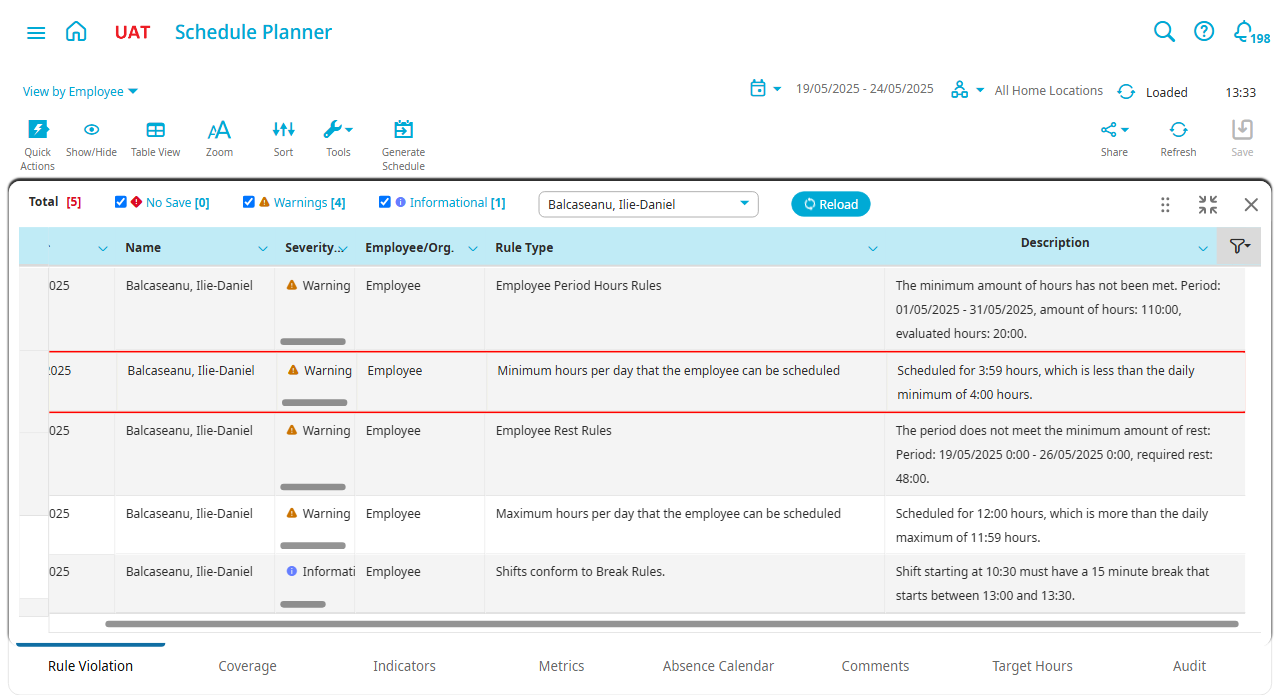 UAT Schedule Planner 198
View by Employee 19/05/2025 - 24/05/2025 All Home Locations Loaded 13:33
Quick Actions
Show/Hide
Table View
Zoom
Sort
Tools
Generate Schedule
Share
Refresh
Save
Total [5] No Save [0] Warnings [4] Informational [1] Balcaseanu, Ilie-Daniel Reload
Name Severity... Employee/Org. Rule Type Description
025 Balcaseanu, Ilie-Daniel Warning Employee Employee Period Hours Rules The minimum amount of hours has not been met. Period:
01/05/2025 - 31/05/2025, amount of hours: 110:00,
evaluated hours: 20:00.
2025 Balcaseanu, Ilie-Daniel Warning Employee Minimum hours per day that the employee can be scheduled Scheduled for 3:59 hours, which is less than the daily
minimum of 4:00 hours.
025 Balcaseanu, Ilie-Daniel Warning Employee Employee Rest Rules The period does not meet the minimum amount of rest:
Period: 19/05/2025 0:00 - 26/05/2025 0:00, required rest:
48:00.
025 Balcaseanu, Ilie-Daniel Warning Employee Maximum hours per day that the employee can be scheduled Scheduled for 12:00 hours, which is more than the daily
maximum of 11:59 hours.
025 Balcaseanu, Ilie-Daniel Informati Employee Shifts conform to Break Rules. Shift starting at 10:30 must have a 15 minute break that
starts between 13:00 and 13:30.
Rule Violation Coverage Indicators Metrics Absence Calendar Comments Target Hours Audit